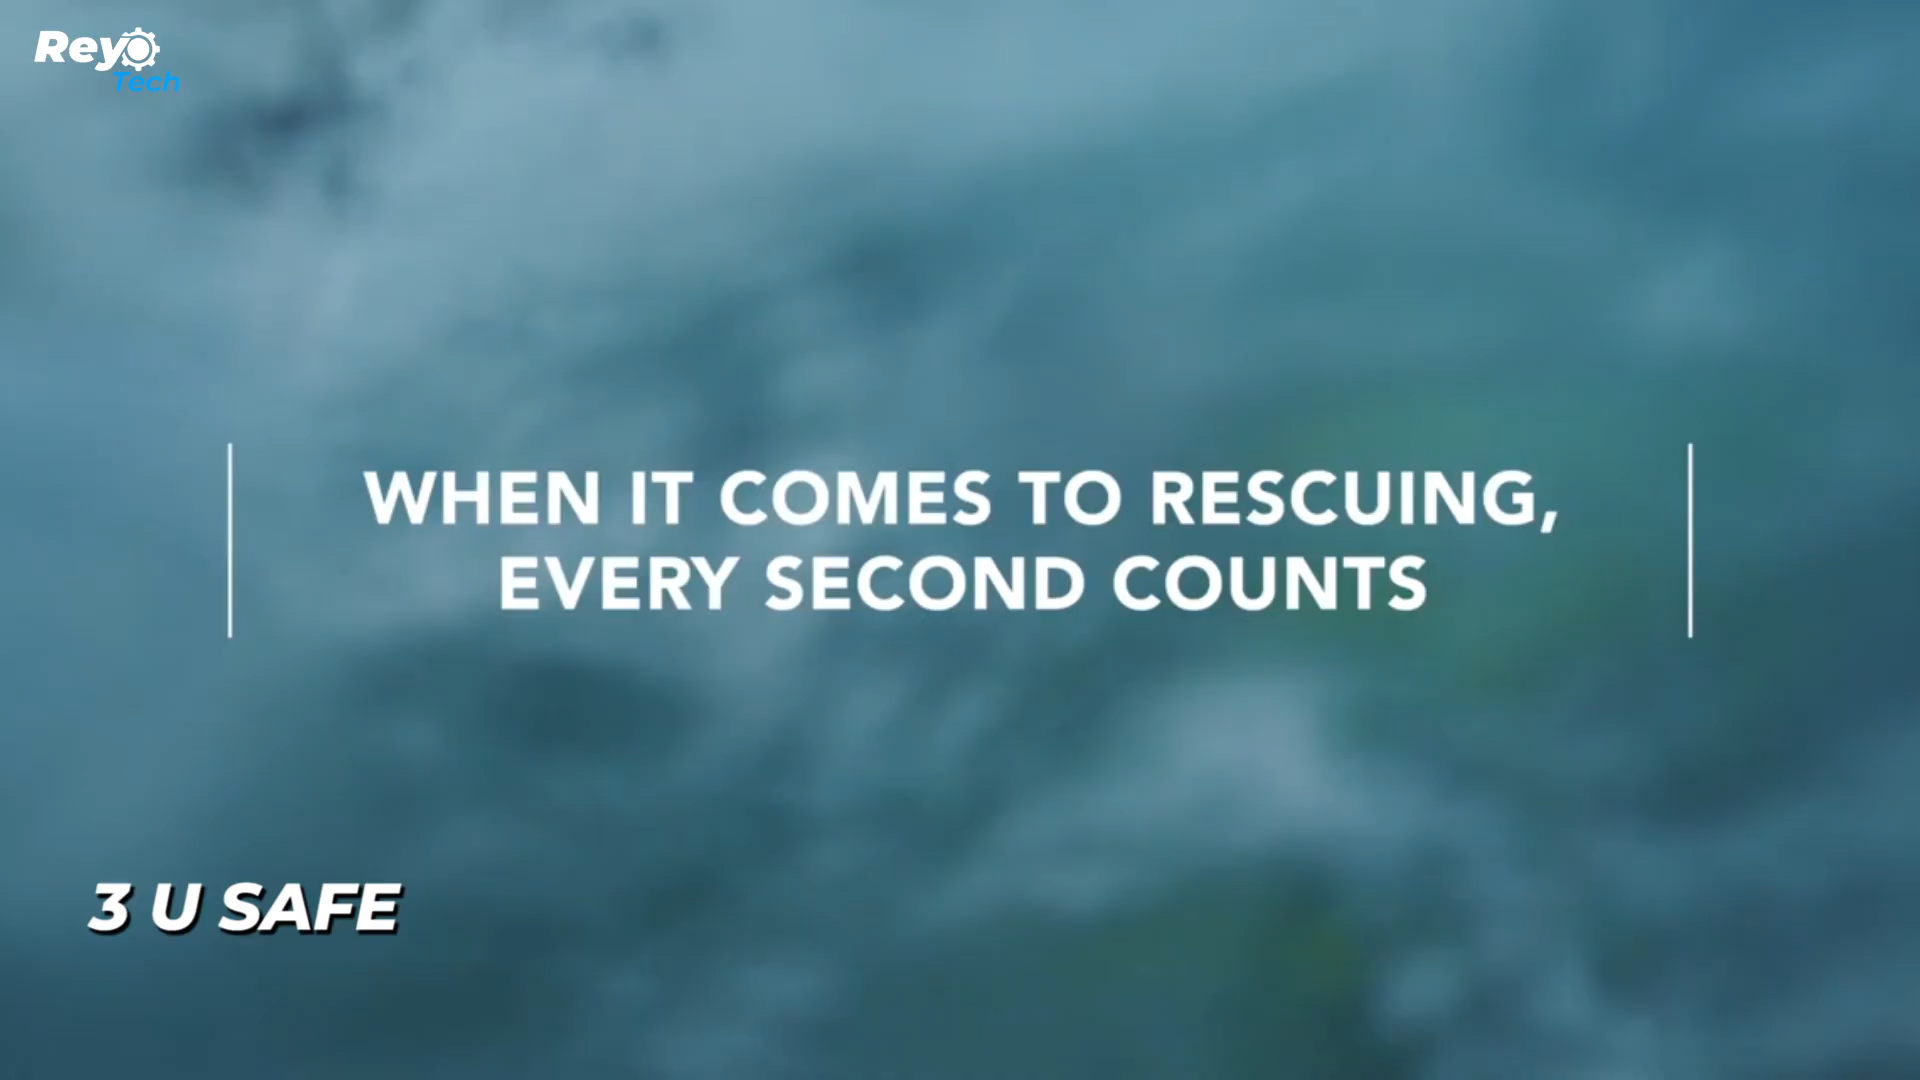 Reyo
Tech
WHEN IT COMES TO RESCUING,
EVERY SECOND COUNTS
3 U SAFE